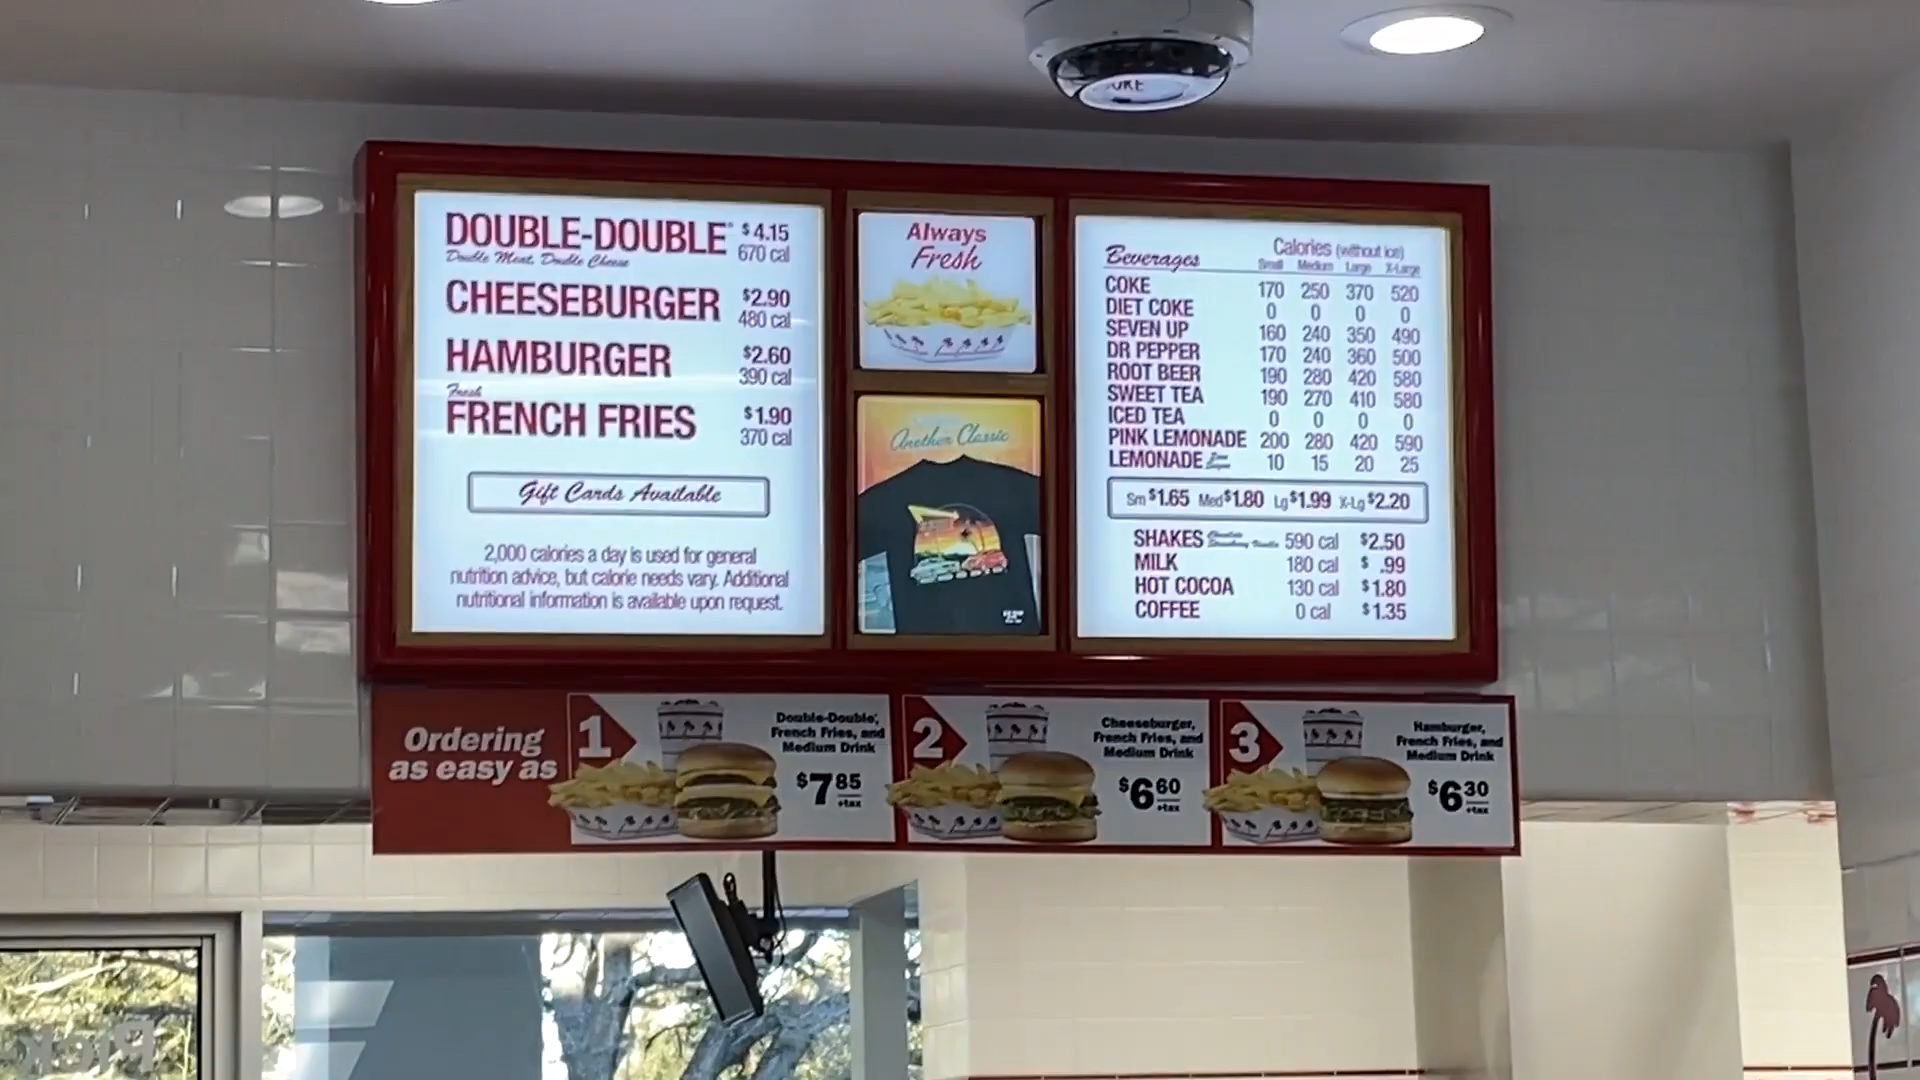 DOUBLE-DOUBLE® $4.15
Double Meat, Double Cheese 670 cal
CHEESEBURGER $2.90
480 cal
HAMBURGER $2.60
390 cal
Fresh
FRENCH FRIES $1.90
370 cal
Gift Cards Available
2,000 calories a day is used for general
nutrition advice, but calorie needs vary. Additional
nutritional information is available upon request.
Always
Fresh
Another Classic
Calories (without ice)
Beverages Small Medium Large X-Large
COKE 170 250 370 520
DIET COKE 0 0 0 0
SEVEN UP 160 240 350 490
DR PEPPER 170 240 360 500
ROOT BEER 190 280 420 580
SWEET TEA 190 270 410 580
ICED TEA 0 0 0 0
PINK LEMONADE 200 280 420 590
LEMONADE 10 15 20 25
Sm $1.65 Med $1.80 Lg $1.99 X-Lg $2.20
SHAKES Chocolate Strawberry Vanilla 590 cal $2.50
MILK 180 cal $ .99
HOT COCOA 130 cal $1.80
COFFEE 0 cal $1.35
Ordering
as easy as
1
Double-Double®,
French Fries, and
Medium Drink
$7 85
+tax
2
Cheeseburger,
French Fries, and
Medium Drink
$6 60
+tax
3
Hamburger,
French Fries, and
Medium Drink
$6 30
+tax